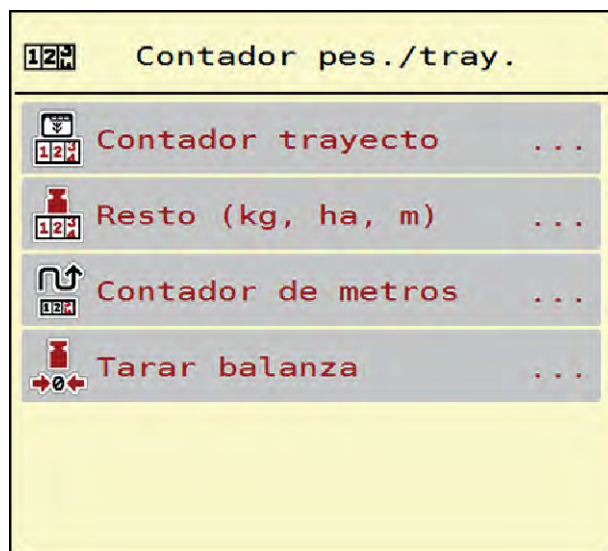 Contador pes./tray.
Contador trayecto ...
Resto (kg, ha, m) ...
Contador de metros ...
Tarar balanza ...